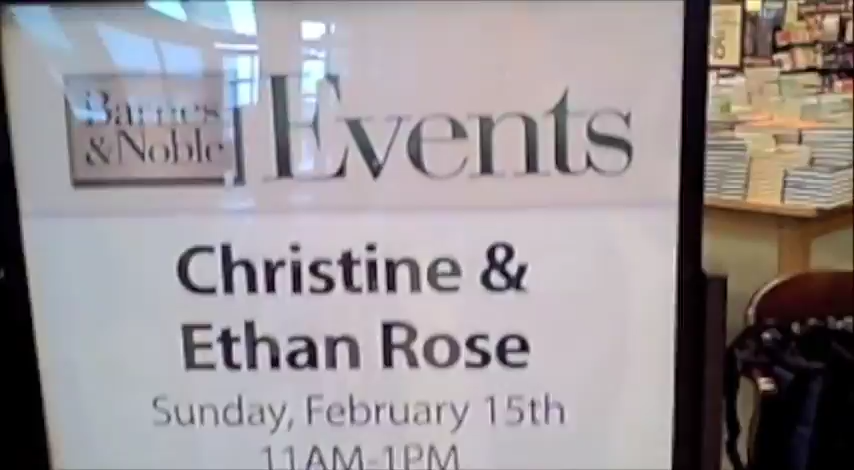 Barnes
& Noble
Events
Christine &
Ethan Rose
Sunday, February 15th
11AM-1PM